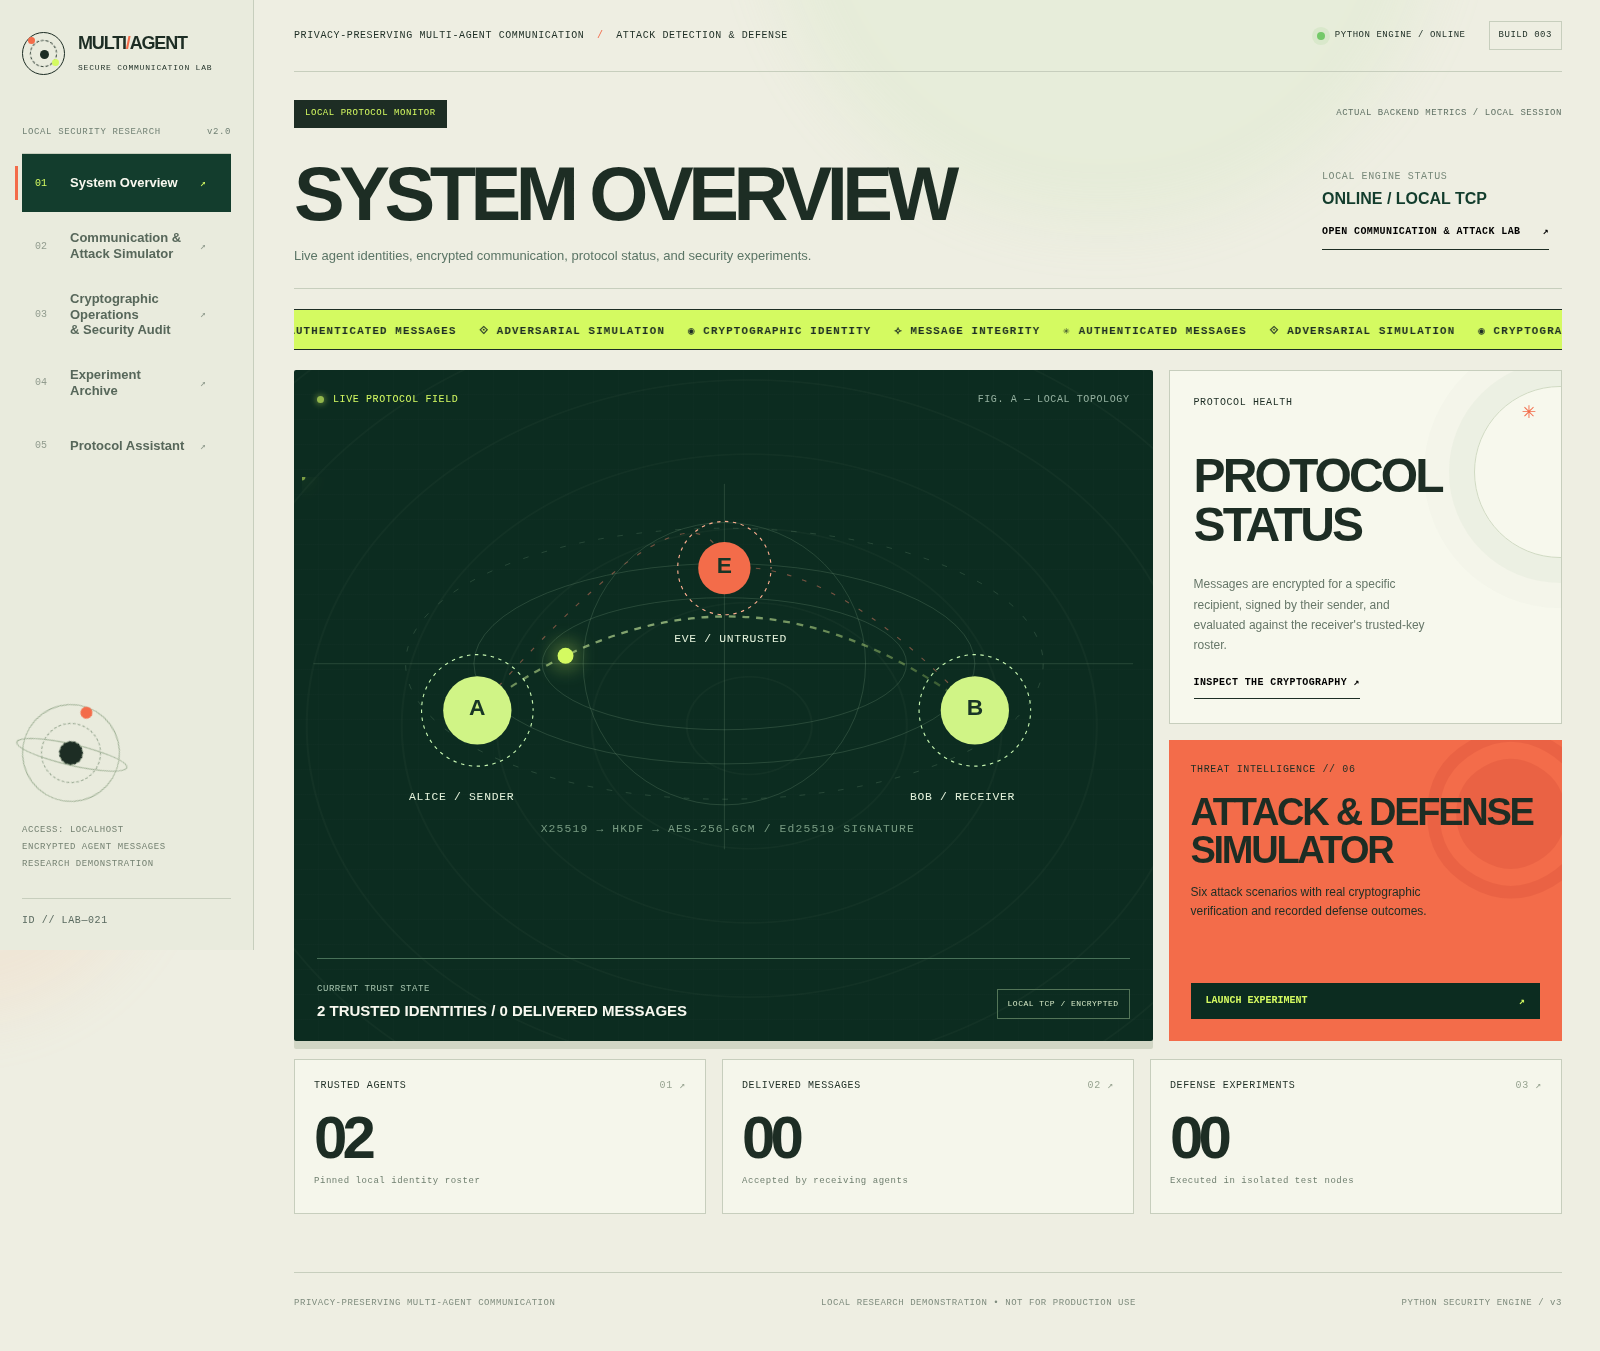 MULTI/AGENT
SECURE COMMUNICATION LAB
LOCAL SECURITY RESEARCH v2.0
01 System Overview ↗
02 Communication & Attack Simulator ↗
03 Cryptographic Operations & Security Audit ↗
04 Experiment Archive ↗
05 Protocol Assistant ↗
ACCESS: LOCALHOST
ENCRYPTED AGENT MESSAGES
RESEARCH DEMONSTRATION
ID // LAB—021
PRIVACY-PRESERVING MULTI-AGENT COMMUNICATION / ATTACK DETECTION & DEFENSE
PYTHON ENGINE / ONLINE
BUILD 003
LOCAL PROTOCOL MONITOR
ACTUAL BACKEND METRICS / LOCAL SESSION
SYSTEM OVERVIEW
Live agent identities, encrypted communication, protocol status, and security experiments.
LOCAL ENGINE STATUS
ONLINE / LOCAL TCP
OPEN COMMUNICATION & ATTACK LAB ↗
UTHENTICATED MESSAGES ADVERSARIAL SIMULATION CRYPTOGRAPHIC IDENTITY MESSAGE INTEGRITY AUTHENTICATED MESSAGES ADVERSARIAL SIMULATION CRYPTOGRA
LIVE PROTOCOL FIELD
FIG. A — LOCAL TOPOLOGY
E
EVE / UNTRUSTED
A
B
ALICE / SENDER
BOB / RECEIVER
X25519 → HKDF → AES-256-GCM / Ed25519 SIGNATURE
CURRENT TRUST STATE
2 TRUSTED IDENTITIES / 0 DELIVERED MESSAGES
LOCAL TCP / ENCRYPTED
PROTOCOL HEALTH
PROTOCOL
STATUS
Messages are encrypted for a specific
recipient, signed by their sender, and
evaluated against the receiver's trusted-key
roster.
INSPECT THE CRYPTOGRAPHY ↗
THREAT INTELLIGENCE // 06
ATTACK & DEFENSE
SIMULATOR
Six attack scenarios with real cryptographic
verification and recorded defense outcomes.
LAUNCH EXPERIMENT ↗
TRUSTED AGENTS 01 ↗
02
Pinned local identity roster
DELIVERED MESSAGES 02 ↗
00
Accepted by receiving agents
DEFENSE EXPERIMENTS 03 ↗
00
Executed in isolated test nodes
PRIVACY-PRESERVING MULTI-AGENT COMMUNICATION
LOCAL RESEARCH DEMONSTRATION • NOT FOR PRODUCTION USE
PYTHON SECURITY ENGINE / v3